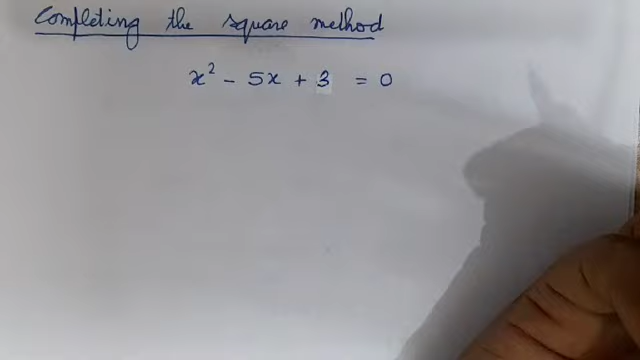 Completing the square method
x² - 5x + 3 = 0